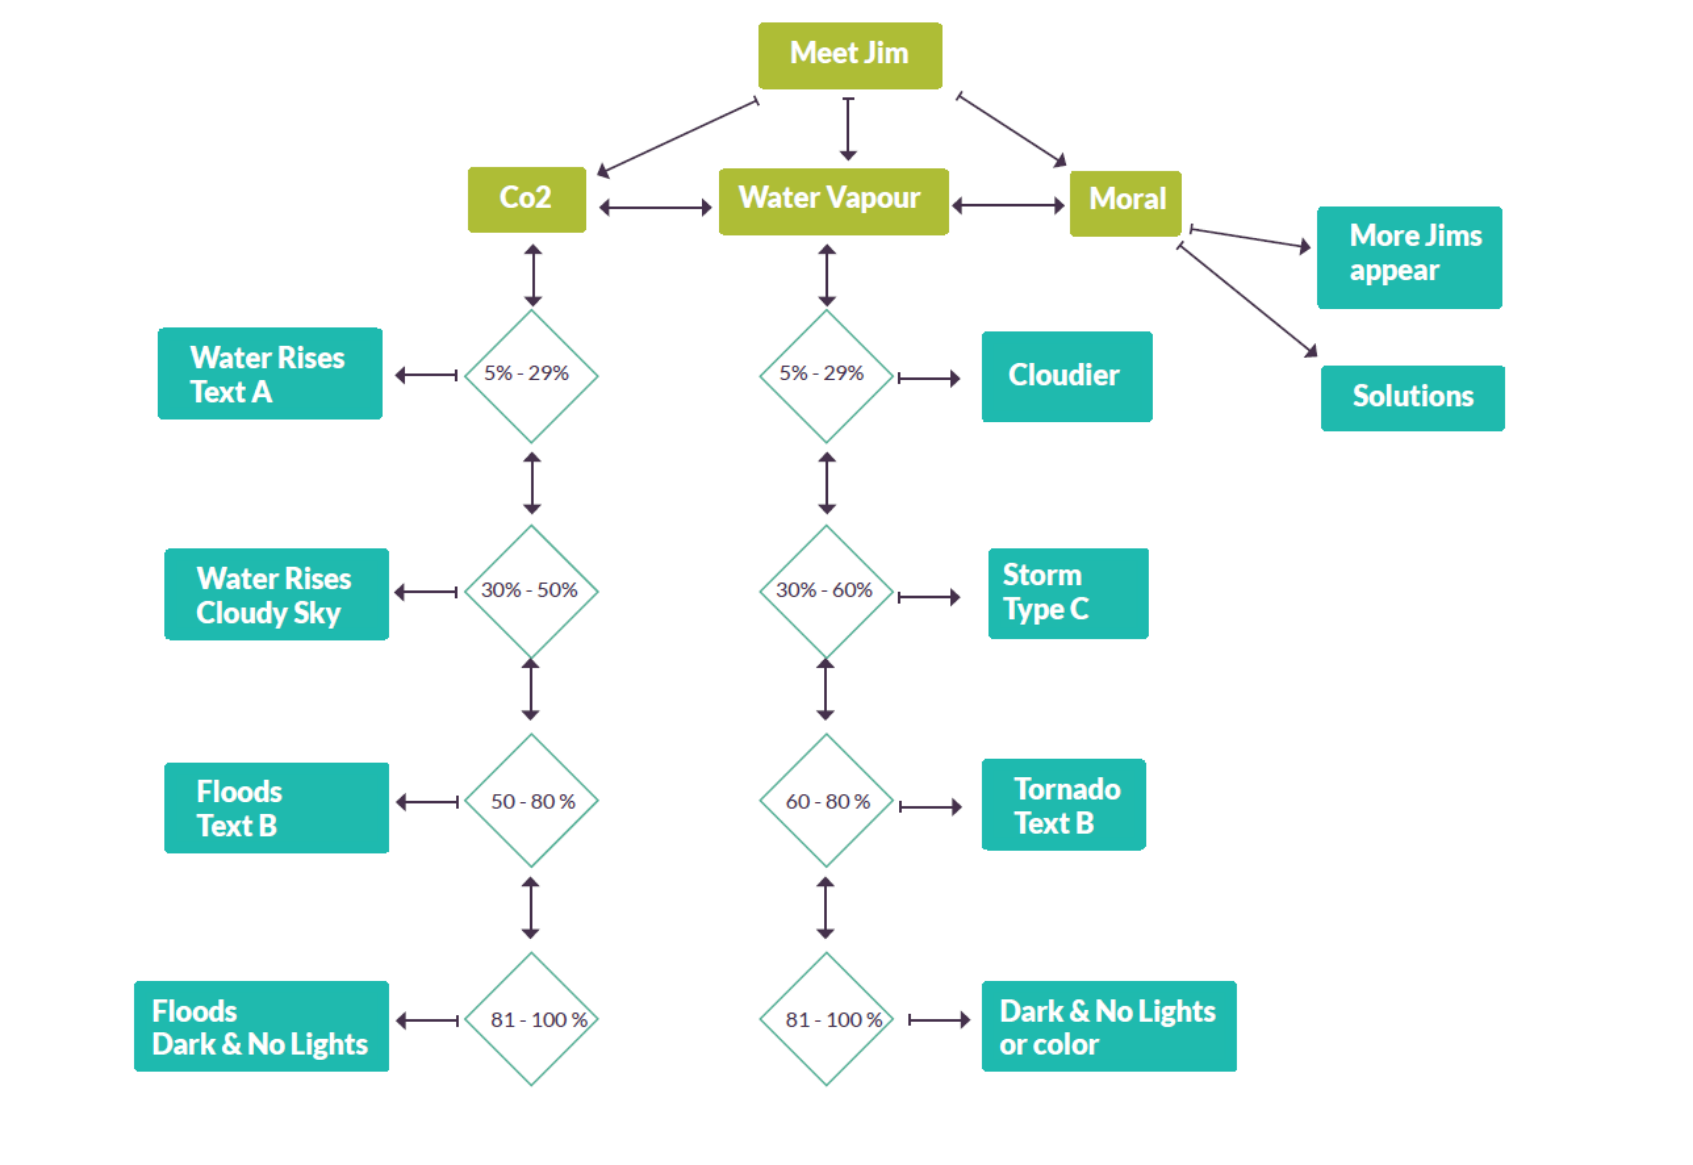 Meet Jim
Co2
Water Vapour
Moral
More Jims
appear
Solutions
Water Rises
Text A
5% - 29%
5% - 29%
Cloudier
Water Rises
Cloudy Sky
30% - 50%
30% - 60%
Storm
Type C
Floods
Text B
50 - 80 %
60 - 80 %
Tornado
Text B
Floods
Dark & No Lights
81 - 100 %
81 - 100 %
Dark & No Lights
or color